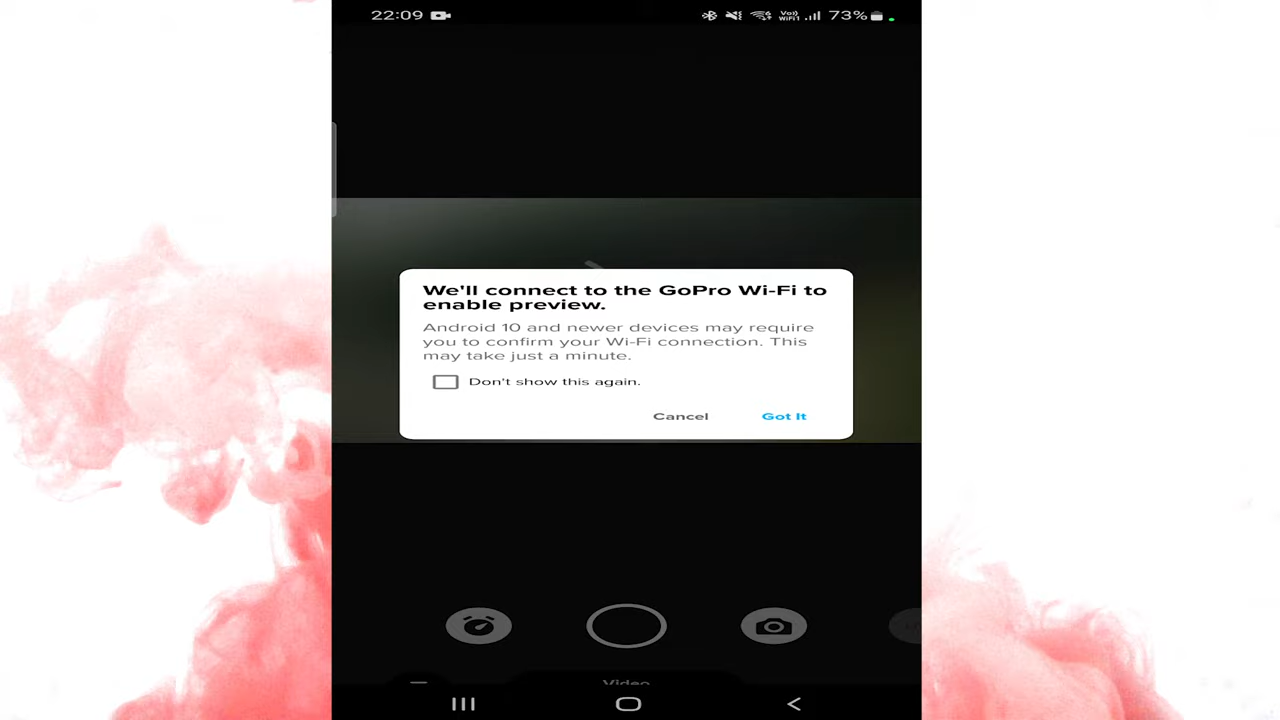 22:09
Vo)) WiFi1 73%
We'll connect to the GoPro Wi-Fi to
enable preview.
Android 10 and newer devices may require
you to confirm your Wi-Fi connection. This
may take just a minute.
Don't show this again.
Cancel Got It
Video